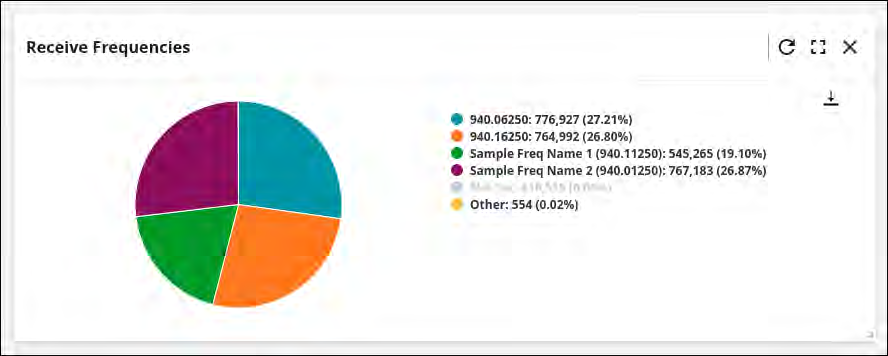 Receive Frequencies
940.06250: 776,927 (27.21%)
940.16250: 764,992 (26.80%)
Sample Freq Name 1 (940.11250): 545,265 (19.10%)
Sample Freq Name 2 (940.01250): 767,183 (26.87%)
Other: 554 (0.02%)